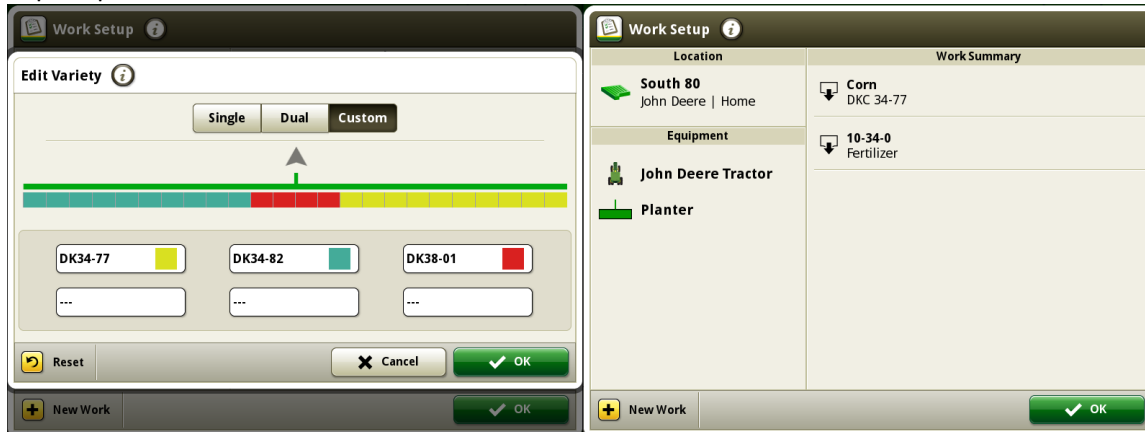 Work Setup i
Edit Variety i
Single Dual Custom
DK34-77 DK34-82 DK38-01
--- --- ---
Reset Cancel OK
New Work OK
Work Setup i
Location
South 80
John Deere | Home
Equipment
John Deere Tractor
Planter
Work Summary
Corn
DKC 34-77
10-34-0
Fertilizer
New Work OK